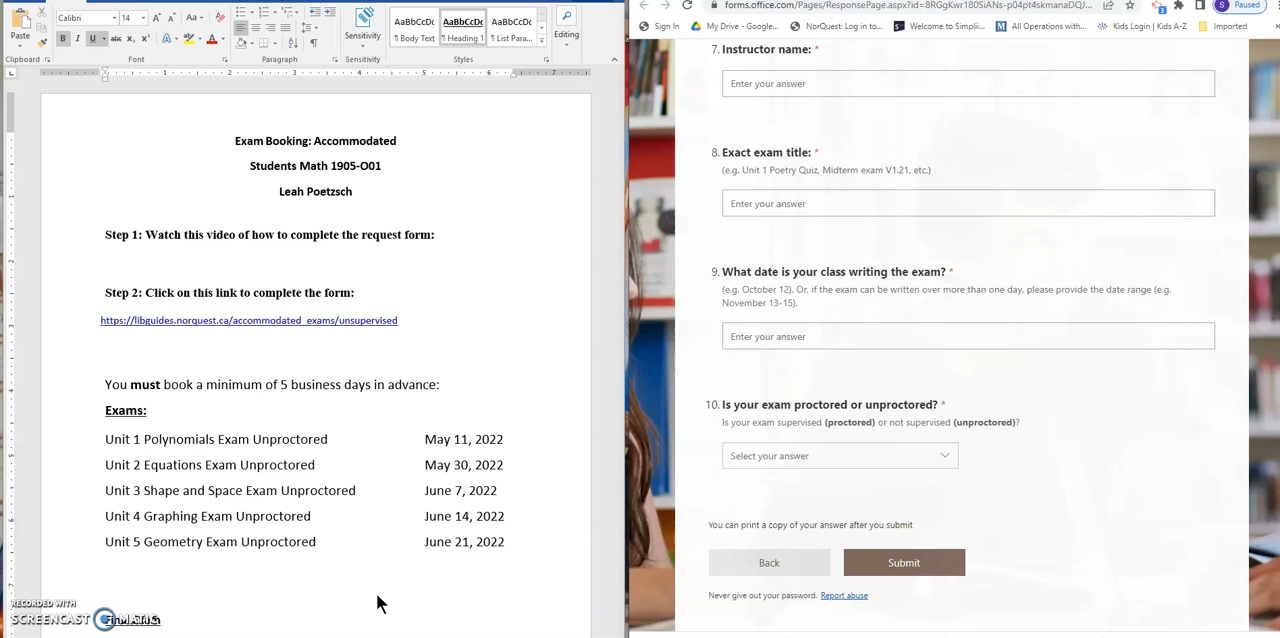 Calibri
14
Paste
Clipboard
Font
Paragraph
Sensitivity
Sensitivity
AaBbCcDc
¶ Body Text
AaBbCcDc
¶ Heading 1
AaBbCcDc
¶ List Para...
Styles
Editing
Exam Booking: Accommodated
Students Math 1905-O01
Leah Poetzsch
Step 1: Watch this video of how to complete the request form:
Step 2: Click on this link to complete the form:
https://libguides.norquest.ca/accommodated_exams/unsupervised
You must book a minimum of 5 business days in advance:
Exams:
Unit 1 Polynomials Exam Unproctored May 11, 2022
Unit 2 Equations Exam Unproctored May 30, 2022
Unit 3 Shape and Space Exam Unproctored June 7, 2022
Unit 4 Graphing Exam Unproctored June 14, 2022
Unit 5 Geometry Exam Unproctored June 21, 2022
RECORDED WITH
SCREENCAST MATIC
forms.office.com/Pages/ResponsePage.aspx?id=8RGgKwr180SiANs-p04pt4skmanaDQJ...
Paused
Sign In
My Drive - Google...
NorQuest: Log in to...
Welcome to Simplii...
All Operations with...
Kids Login | Kids A-Z
Imported
7. Instructor name: *
Enter your answer
8. Exact exam title: *
(e.g. Unit 1 Poetry Quiz, Midterm exam V1.21, etc.)
Enter your answer
9. What date is your class writing the exam? *
(e.g. October 12). Or, if the exam can be written over more than one day, please provide the date range (e.g.
November 13-15).
Enter your answer
10. Is your exam proctored or unproctored? *
Is your exam supervised (proctored) or not supervised (unproctored)?
Select your answer
You can print a copy of your answer after you submit
Back
Submit
Never give out your password. Report abuse